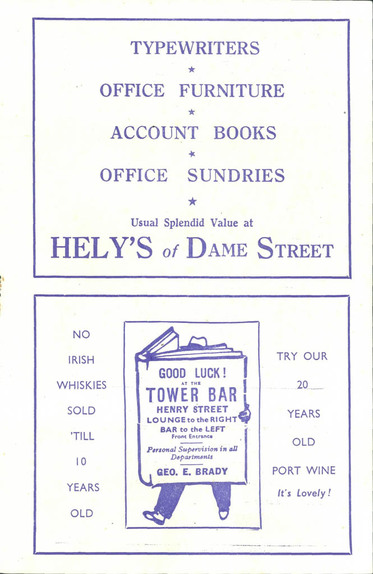 TYPEWRITERS
★
OFFICE FURNITURE
★
ACCOUNT BOOKS
★
OFFICE SUNDRIES
★
Usual Splendid Value at
HELY'S of DAME STREET
NO
IRISH
WHISKIES
SOLD
'TILL
10
YEARS
OLD
GOOD LUCK!
AT THE
TOWER BAR
HENRY STREET
LOUNGE to the RIGHT
BAR to the LEFT
Front Entrance
Personal Supervision in all
Departments
GEO. E. BRADY
TRY OUR
20
YEARS
OLD
PORT WINE
It's Lovely!